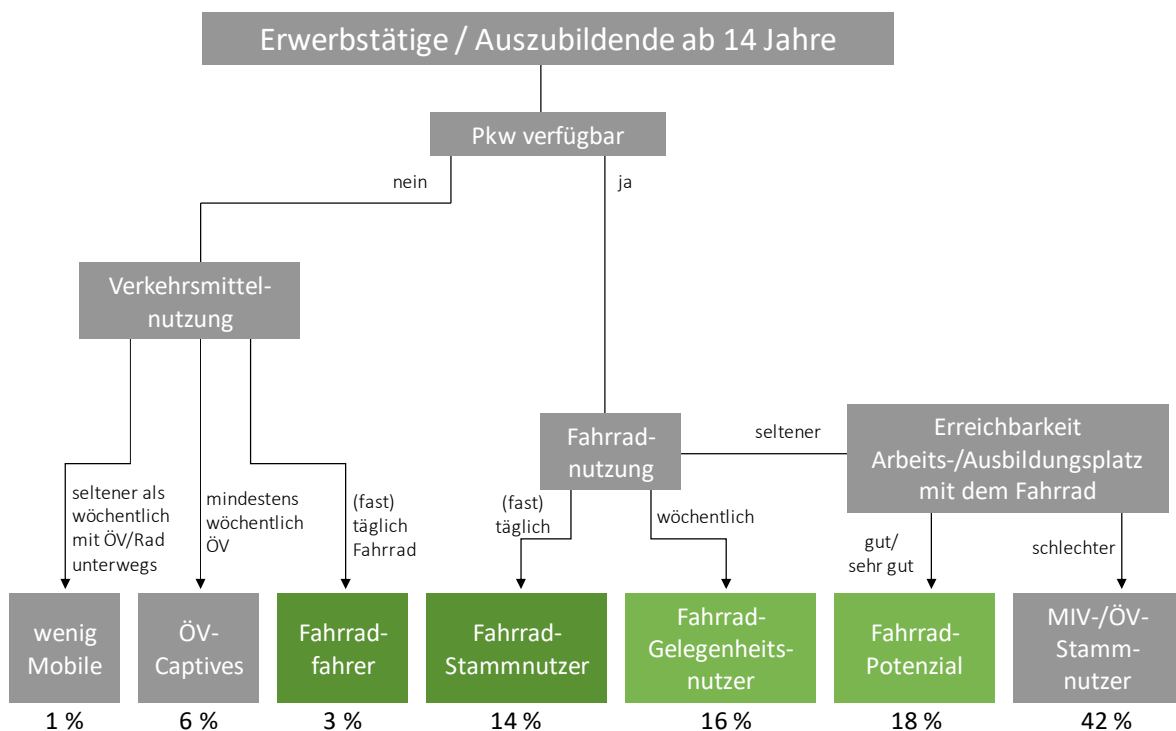 Erwerbstätige / Auszubildende ab 14 Jahre
Pkw verfügbar
nein
ja
Verkehrsmittel-
nutzung
Fahrrad-
nutzung
seltener
Erreichbarkeit
Arbeits-/Ausbildungsplatz
mit dem Fahrrad
seltener als
wöchentlich
mit ÖV/Rad
unterwegs
mindestens
wöchentlich
ÖV
(fast)
täglich
Fahrrad
(fast)
täglich
wöchentlich
gut/
sehr gut
schlechter
wenig
Mobile
ÖV-
Captives
Fahrrad-
fahrer
Fahrrad-
Stammnutzer
Fahrrad-
Gelegenheits-
nutzer
Fahrrad-
Potenzial
MIV-/ÖV-
Stamm-
nutzer
1 %
6 %
3 %
14 %
16 %
18 %
42 %